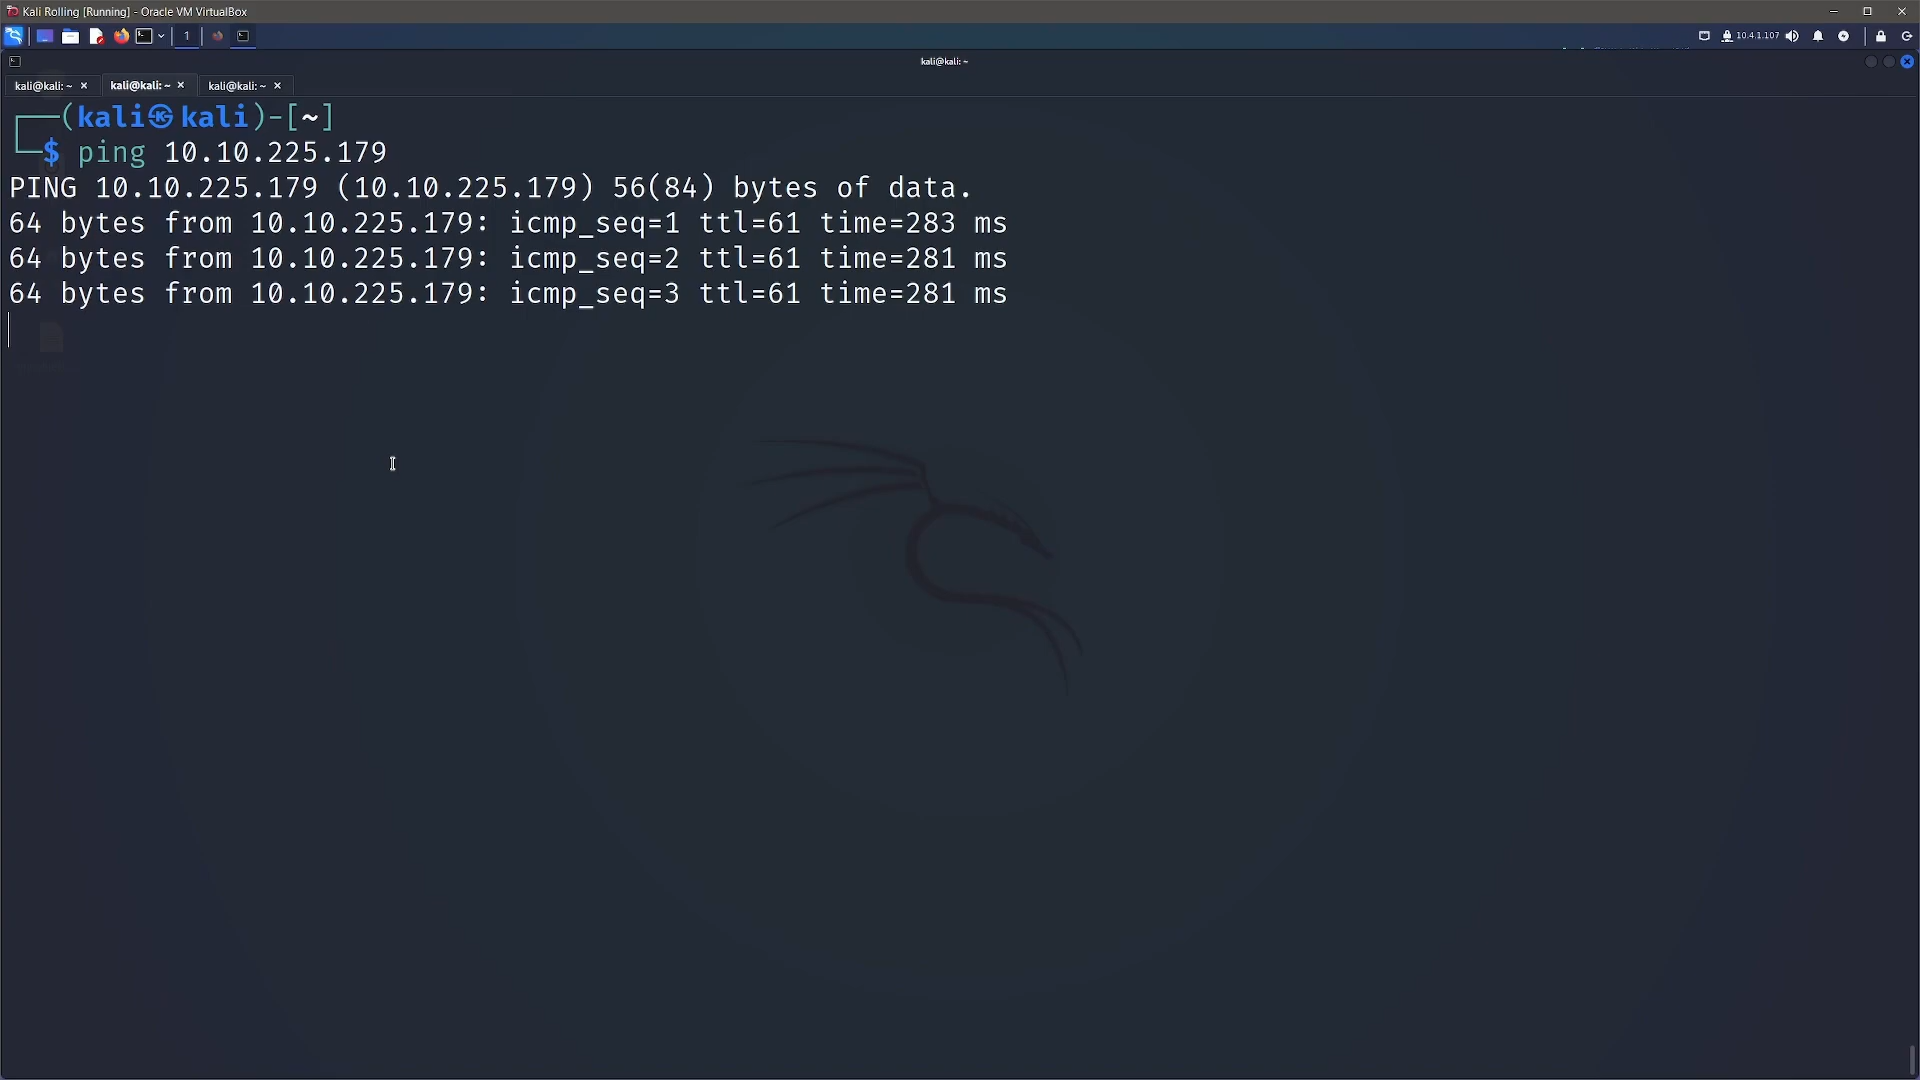 Kali Rolling [Running] - Oracle VM VirtualBox
1
10.4.1.107
kali@kali: ~
kali@kali: ~ × kali@kali: ~ × kali@kali: ~ ×
(kali㉿kali)-[~]
$ ping 10.10.225.179
PING 10.10.225.179 (10.10.225.179) 56(84) bytes of data.
64 bytes from 10.10.225.179: icmp_seq=1 ttl=61 time=283 ms
64 bytes from 10.10.225.179: icmp_seq=2 ttl=61 time=281 ms
64 bytes from 10.10.225.179: icmp_seq=3 ttl=61 time=281 ms